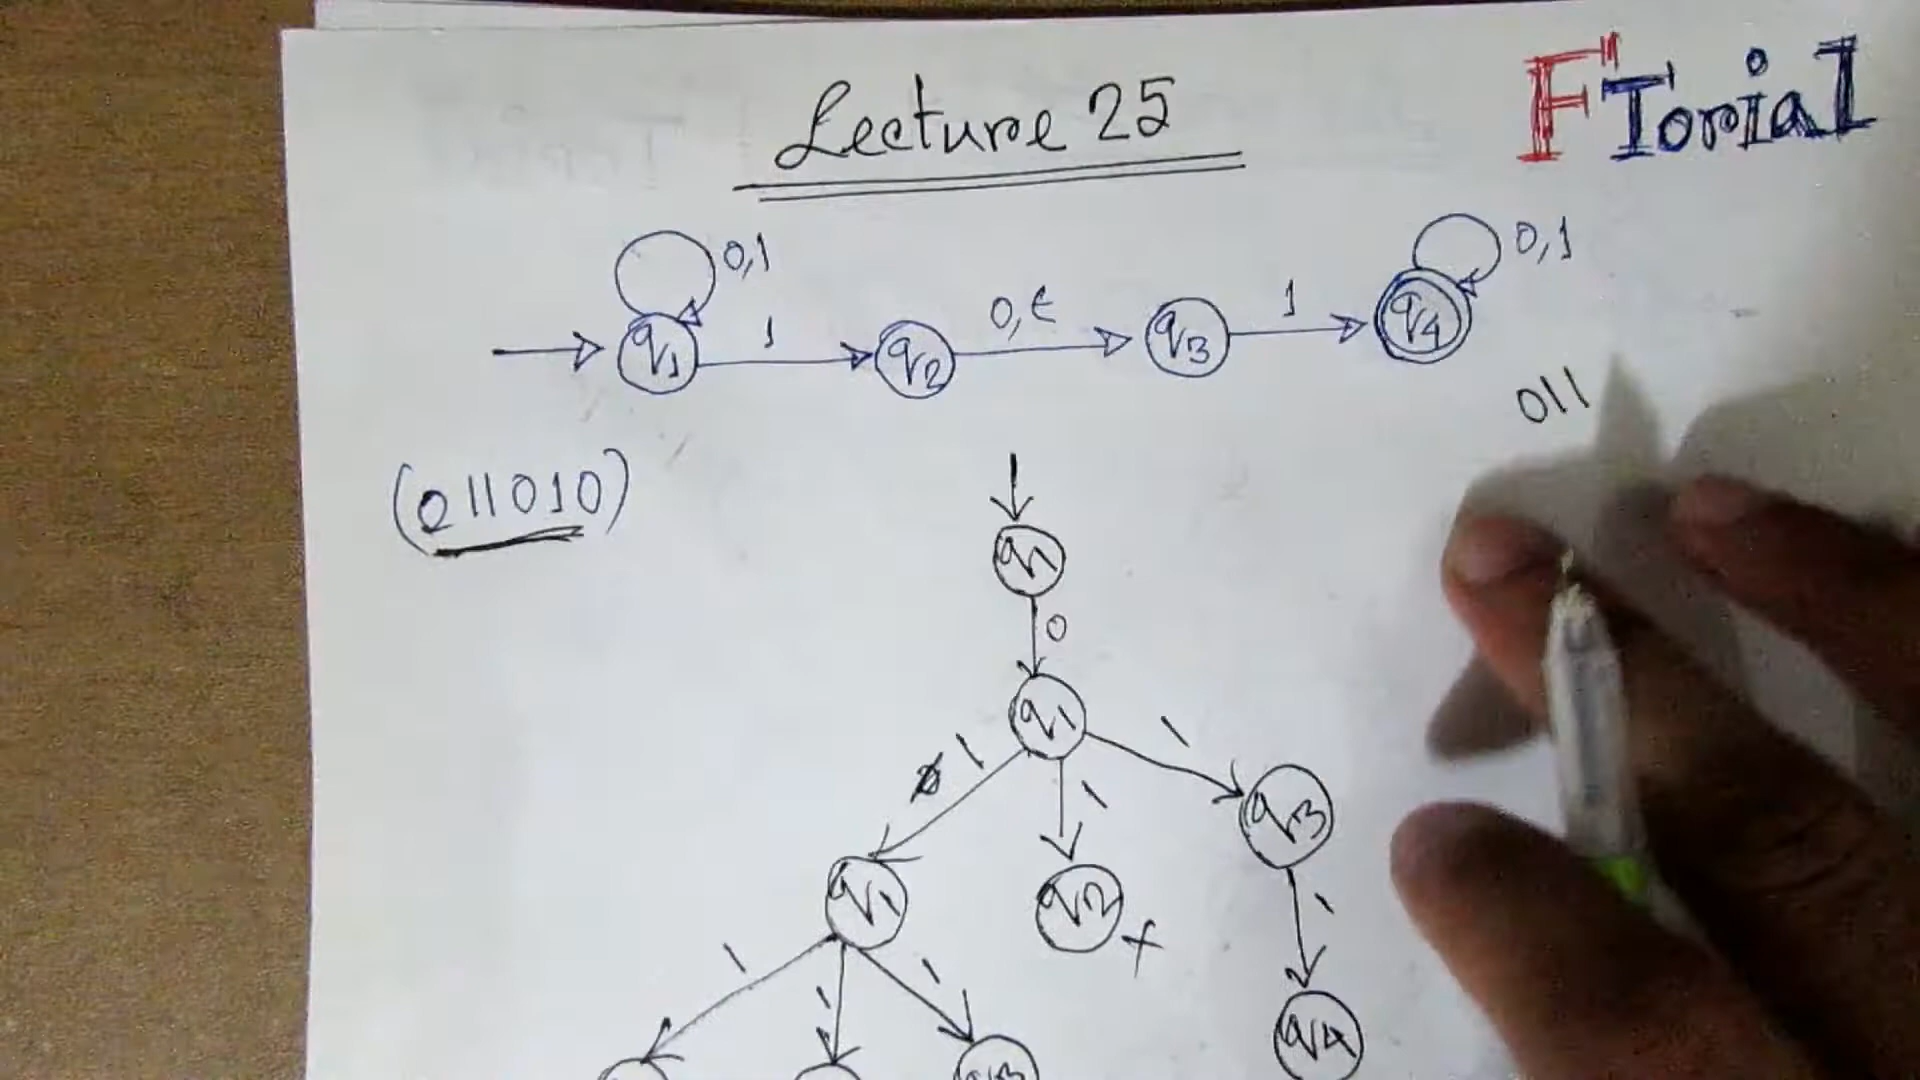 Lecture 25
FTorial
0,1
0,1
1
0,ϵ
1
q1
q2
q3
q4
011
(011010)
q1
0
q1
1
1
1
q3
q1
q2
x
1
1
1
1
q4
q3